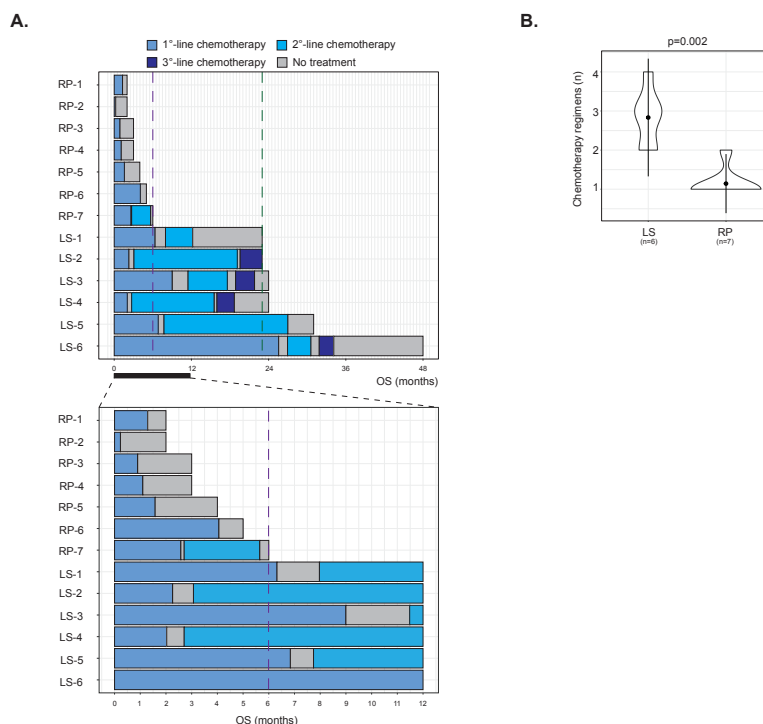 A.
1°-line chemotherapy 2°-line chemotherapy
3°-line chemotherapy No treatment
RP-1
RP-2
RP-3
RP-4
RP-5
RP-6
RP-7
LS-1
LS-2
LS-3
LS-4
LS-5
LS-6
0 12 24 36 48
OS (months)
RP-1
RP-2
RP-3
RP-4
RP-5
RP-6
RP-7
LS-1
LS-2
LS-3
LS-4
LS-5
LS-6
0 1 2 3 4 5 6 7 8 9 10 11 12
OS (months)
B.
p=0.002
Chemotherapy regimens (n)
4
3
2
1
LS RP
(n=6) (n=7)